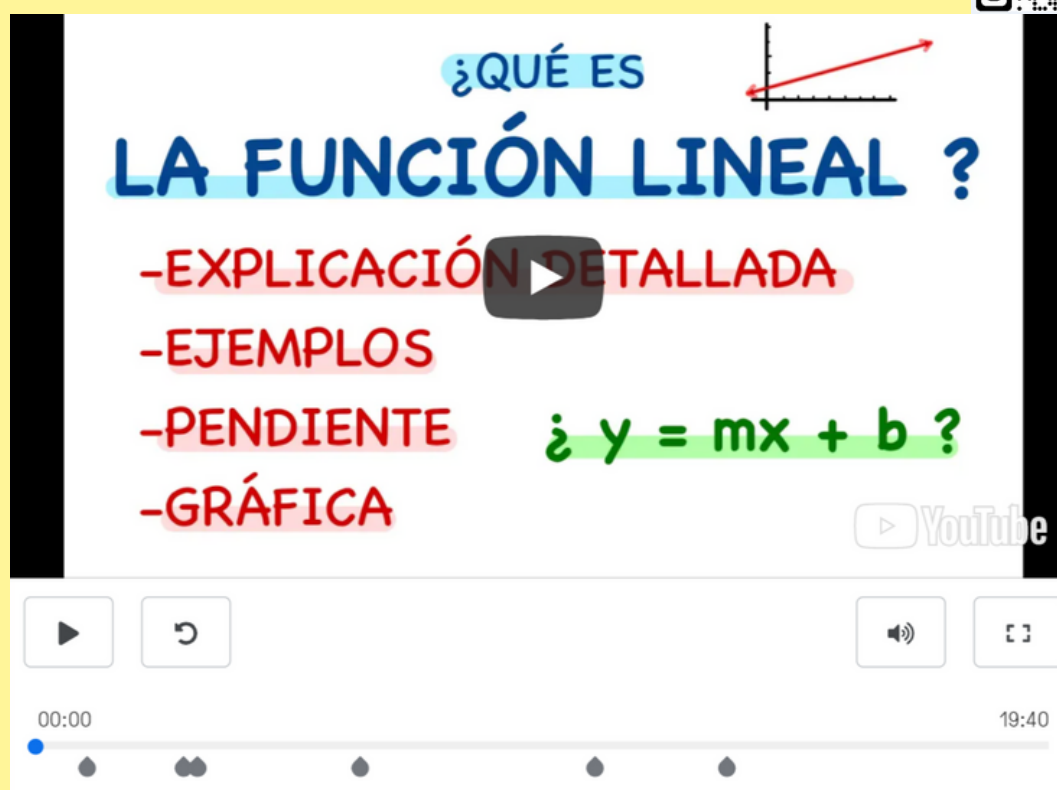 ¿QUÉ ES
LA FUNCIÓN LINEAL ?
-EXPLICACIÓN DETALLADA
-EJEMPLOS
-PENDIENTE
¿ y = mx + b ?
-GRÁFICA
YouTube
00:00
19:40